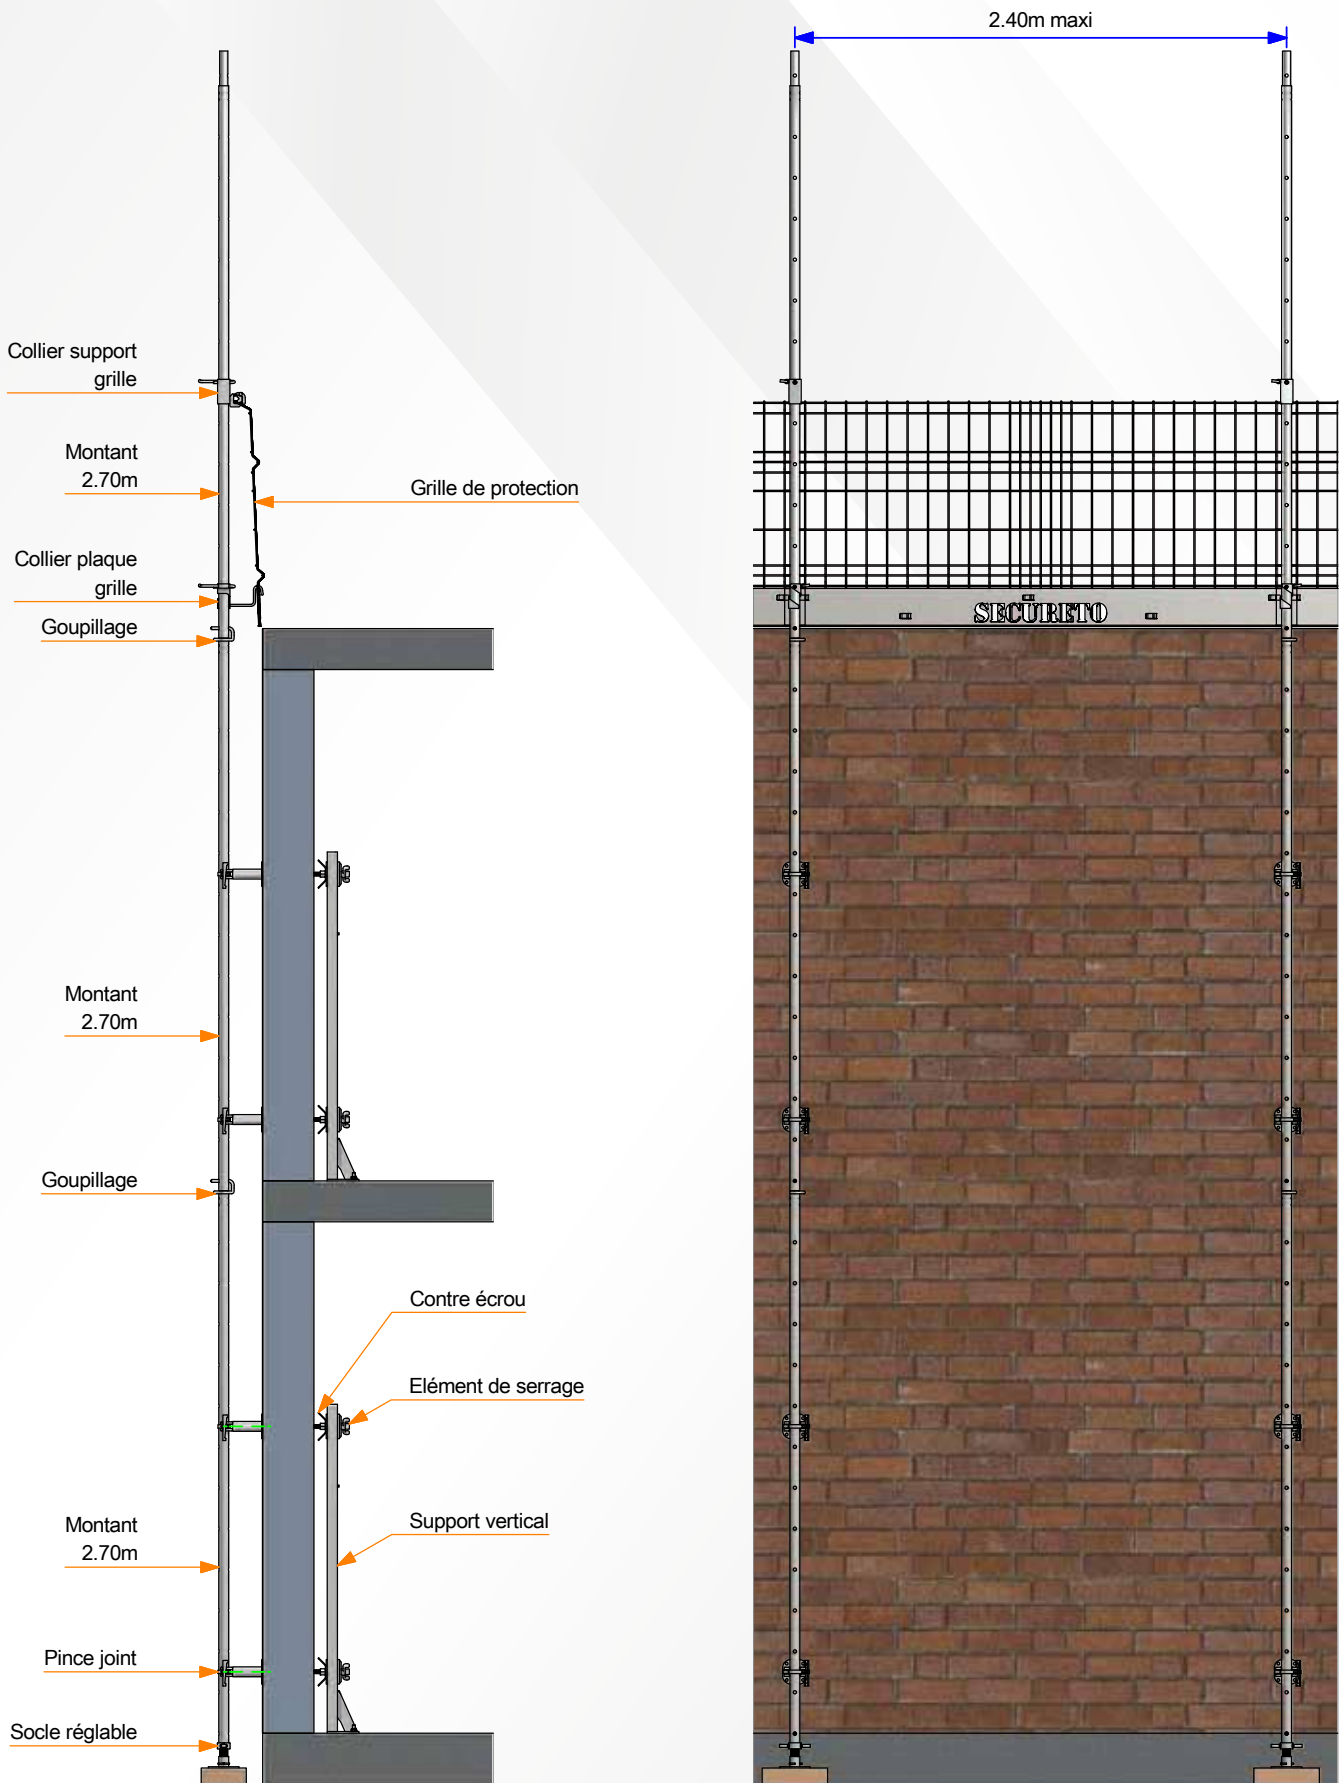 2.40m maxi
Collier support
grille
Montant
2.70m
Grille de protection
Collier plaque
grille
Goupillage
SECURETO
Montant
2.70m
Goupillage
Contre écrou
Elément de serrage
Support vertical
Montant
2.70m
Pince joint
Socle réglable